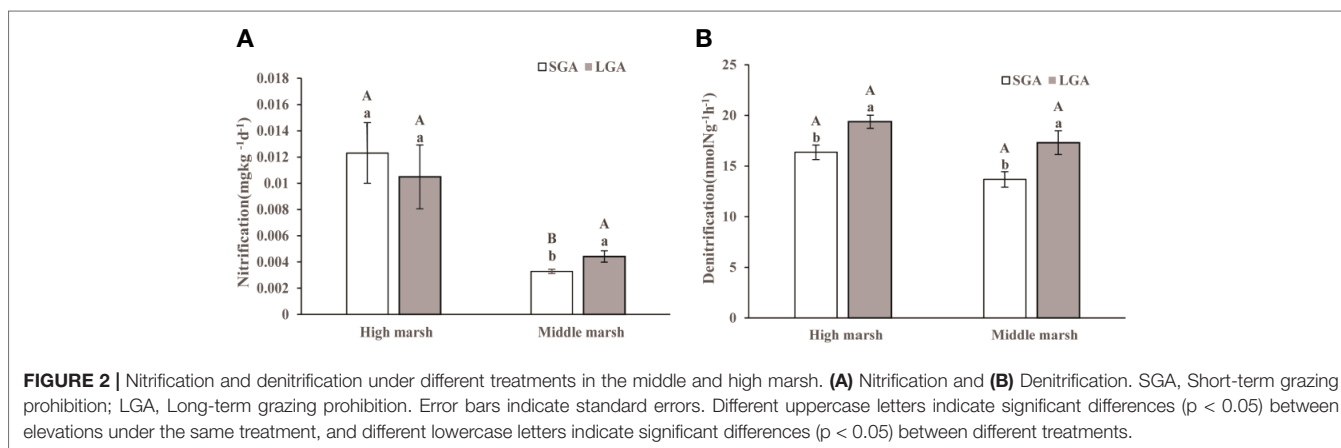 A
SGA LGA
Nitrification(mgkg⁻¹d⁻¹)
0.018
0.016
0.014
0.012
0.01
0.008
0.006
0.004
0.002
0
A
a
A
a
B
b
A
a
High marsh
Middle marsh
B
SGA LGA
Denitrification(nmolNg⁻¹h⁻¹)
25
20
15
10
5
0
A
b
A
a
A
b
A
a
High marsh
Middle marsh
FIGURE 2 | Nitrification and denitrification under different treatments in the middle and high marsh. (A) Nitrification and (B) Denitrification. SGA, Short-term grazing
prohibition; LGA, Long-term grazing prohibition. Error bars indicate standard errors. Different uppercase letters indicate significant differences (p < 0.05) between
elevations under the same treatment, and different lowercase letters indicate significant differences (p < 0.05) between different treatments.